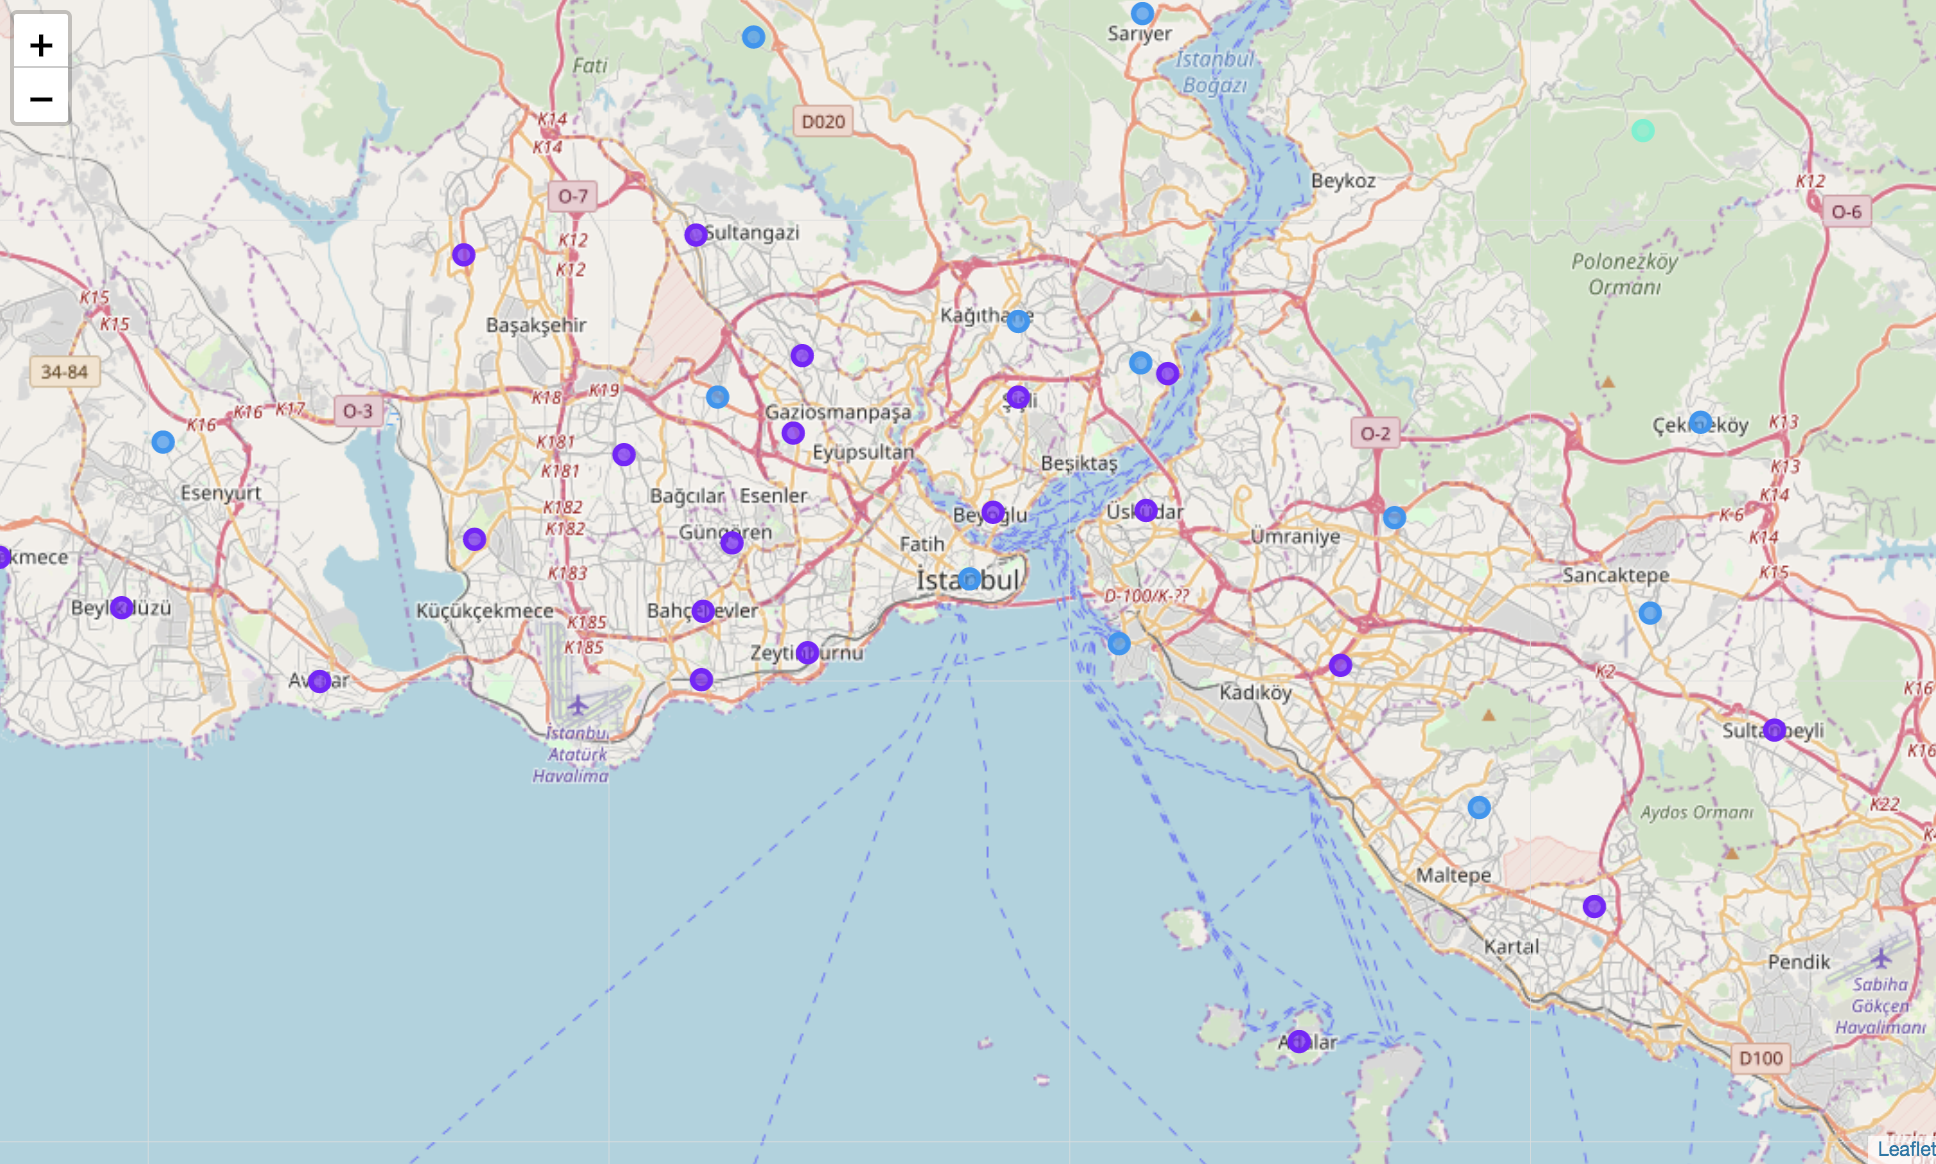 +
−
Sarıyer
İstanbul
Boğazı
Fati
D020
K14
K14
Beykoz
K12
O-6
O-7
Sultangazi
K12
K12
Polonezköy
Ormanı
K15
K15
Başakşehir
Kağıthane
34-84
O-3
K16
K16
K17
K18
K19
Gaziosmanpaşa
Eyüpsultan
Şişli
O-2
Çekmeköy
K13
K13
K181
K181
Beşiktaş
Esenyurt
Bağcılar
Esenler
K14
K 6
K14
K182
K182
Güngören
Beyoğlu
Üsküdar
Ümraniye
Fatih
kmece
K183
İstanbul
Sancaktepe
K15
Beylikdüzü
Küçükçekmece
K185
K185
Bahçelievler
D-100/K-??
Zeytinburnu
K2
Avcılar
Kadıköy
K16
K16
İstanbul
Atatürk
Havalima
Sultanbeyli
K22
Aydos Ormanı
Maltepe
Kartal
Pendik
Sabiha
Gökçen
Havalimanı
Adalar
D100
Leaflet